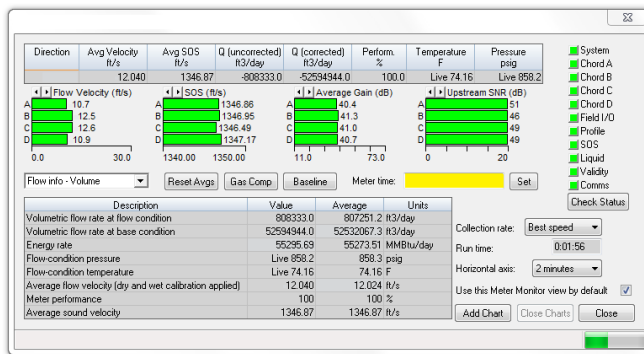 Direction Avg Velocity ft/s Avg SOS ft/s Q (uncorrected) ft3/day Q (corrected) ft3/day Perform. % Temperature F Pressure psig
12.040 1346.87 -808333.0 -52594944.0 100.0 Live 74.16 Live 858.2
Flow Velocity (ft/s)
A 10.7
B 12.5
C 12.6
D 10.9
0.0 30.0
SOS (ft/s)
A 1346.86
B 1346.95
C 1346.49
D 1347.17
1340.00 1350.00
Average Gain (dB)
A 40.4
B 41.3
C 41.0
D 40.7
11.0 73.0
Upstream SNR (dB)
A 51
B 46
C 49
D 49
0 20
System
Chord A
Chord B
Chord C
Chord D
Field I/O
Profile
SOS
Liquid
Validity
Comms
Check Status
Flow info - Volume Reset Avgs Gas Comp Baseline Meter time: Set
Description Value Average Units
Volumetric flow rate at flow condition 808333.0 807251.2 ft3/day
Volumetric flow rate at base condition 52594944.0 52532067.3 ft3/day
Energy rate 55295.69 55273.51 MMBtu/day
Flow-condition pressure Live 858.2 858.3 psig
Flow-condition temperature Live 74.16 74.16 F
Average flow velocity (dry and wet calibration applied) 12.040 12.024 ft/s
Meter performance 100 100 %
Average sound velocity 1346.87 1346.87 ft/s
Collection rate: Best speed
Run time: 0:01:56
Horizontal axis: 2 minutes
Use this Meter Monitor view by default
Add Chart Close Charts Close